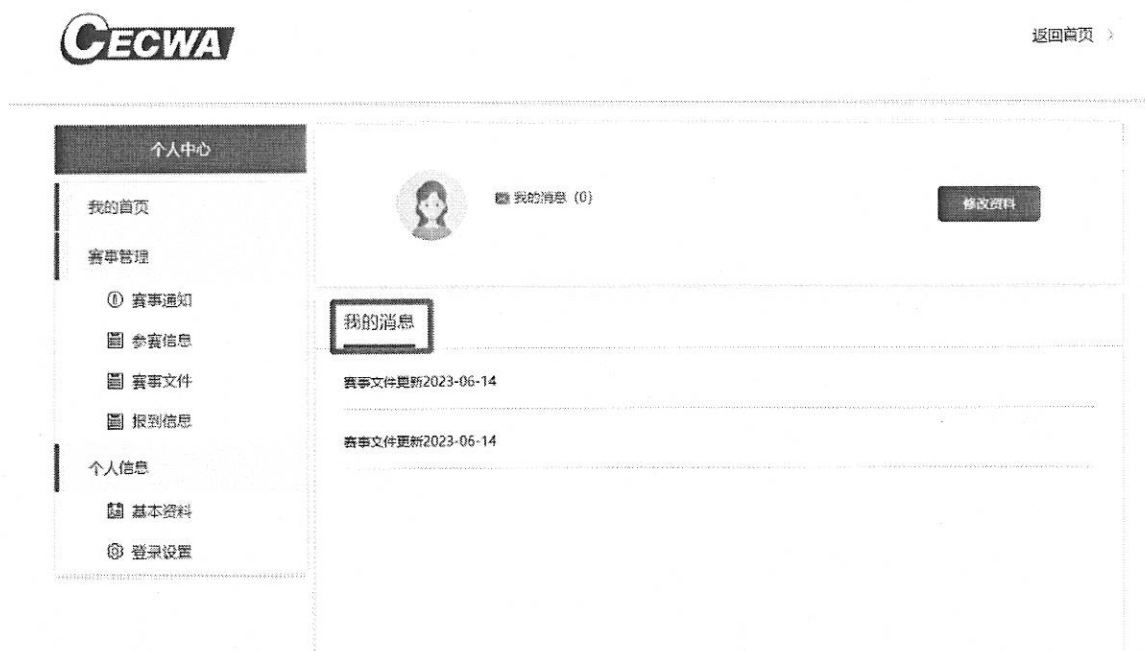 CECWA
返回首页
个人中心
我的首页
赛事管理
赛事通知
参赛信息
赛事文件
报到信息
个人信息
基本资料
登录设置
我的消息 (0)
修改资料
我的消息
赛事文件更新2023-06-14
赛事文件更新2023-06-14